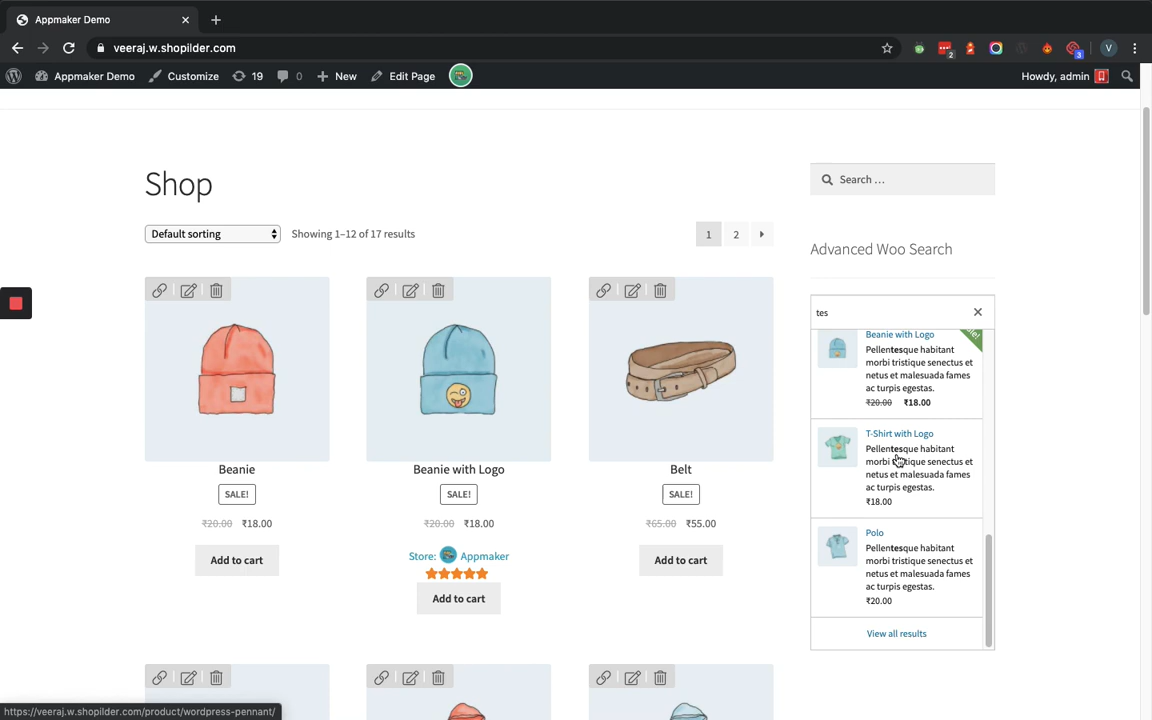 Appmaker Demo
veeraj.w.shopilder.com
2
3
V
Appmaker Demo
Customize
19
0
New
Edit Page
Howdy, admin
Shop
Default sorting
Showing 1–12 of 17 results
1
2
Search …
Advanced Woo Search
tes
Beanie with Logo
Pellentesque habitant
morbi tristique senectus et
netus et malesuada fames
ac turpis egestas.
₹20.00 ₹18.00
T-Shirt with Logo
Pellentesque habitant
morbi tristique senectus et
netus et malesuada fames
ac turpis egestas.
₹18.00
Polo
Pellentesque habitant
morbi tristique senectus et
netus et malesuada fames
ac turpis egestas.
₹20.00
View all results
Beanie
SALE!
₹20.00 ₹18.00
Add to cart
Beanie with Logo
SALE!
₹20.00 ₹18.00
Store: Appmaker
Add to cart
Belt
SALE!
₹65.00 ₹55.00
Add to cart
https://veeraj.w.shopilder.com/product/wordpress-pennant/